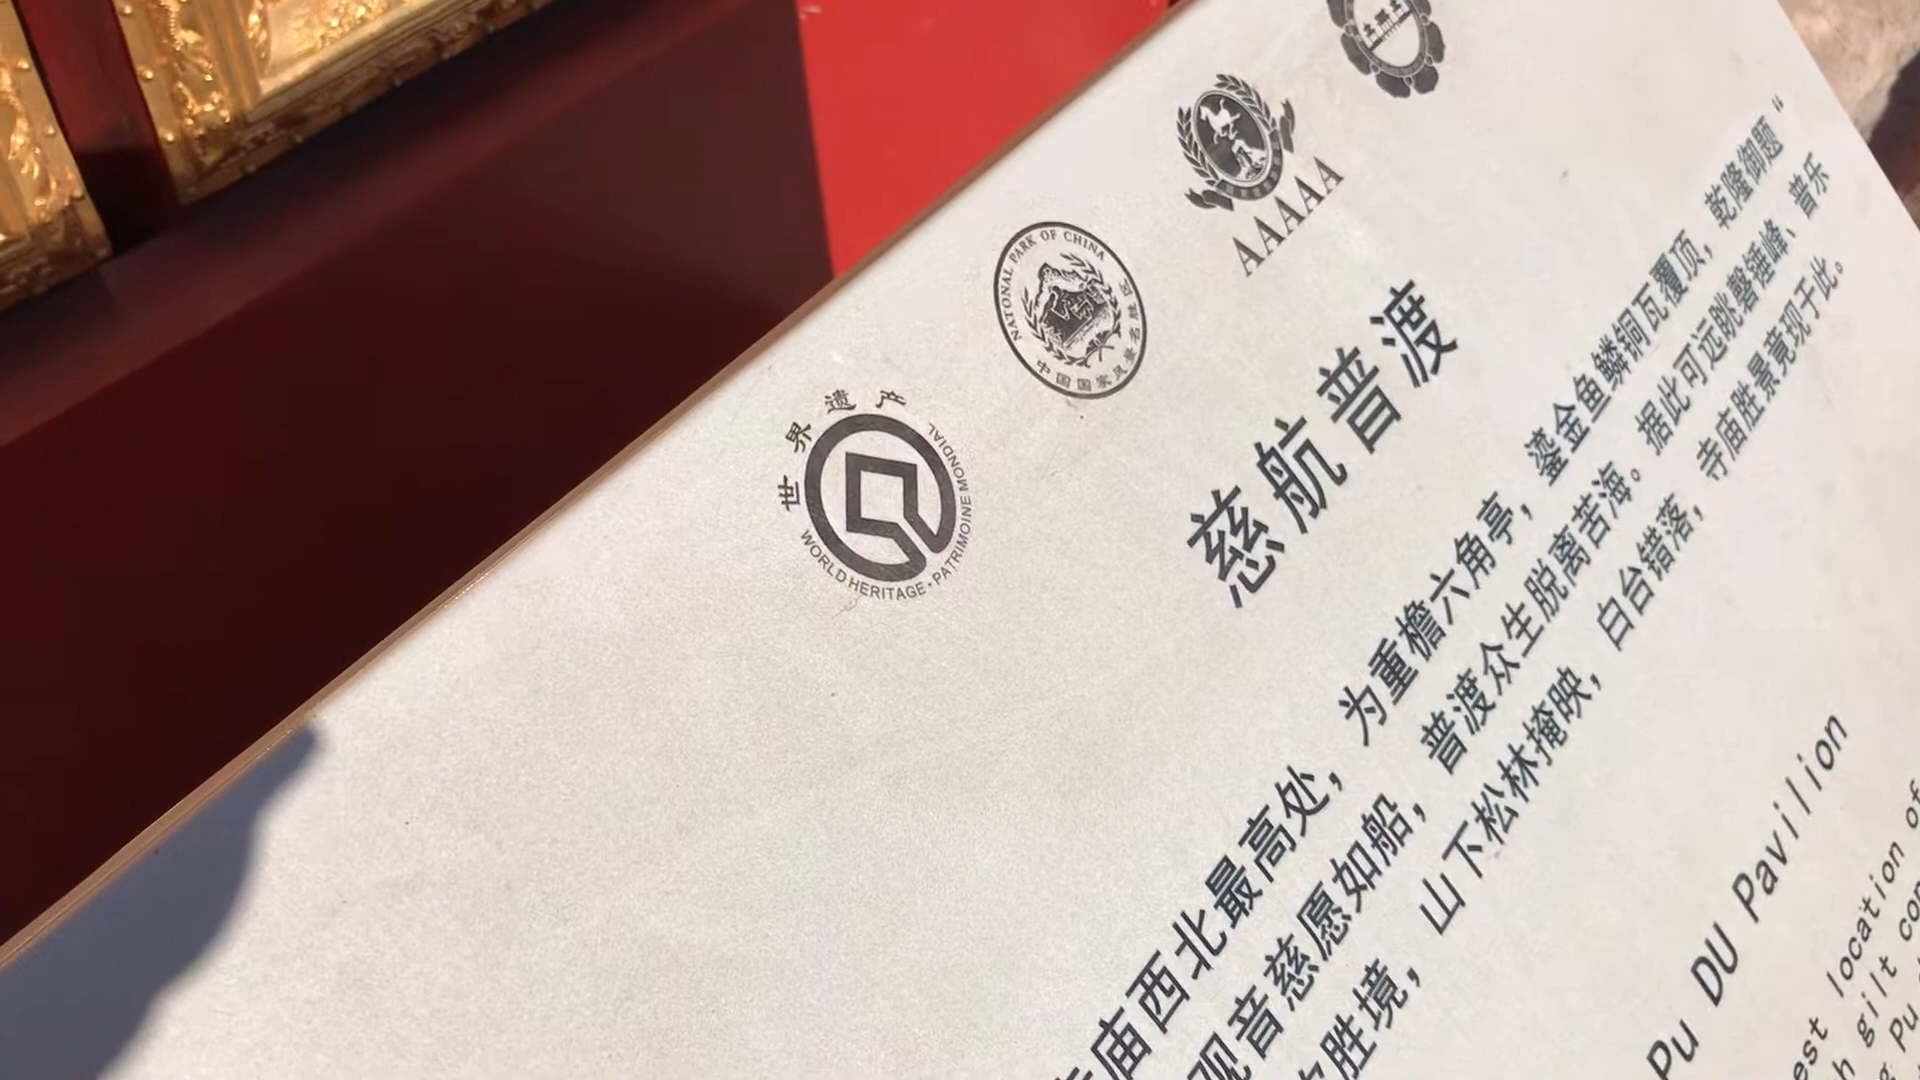 世界遗产
WORLD HERITAGE · PATRIMOINE MONDIAL
NATIONAL PARK OF CHINA
中国国家风景名胜区
AAAAA
慈航普渡
庙西北最高处，为重檐六角亭，鎏金鱼鳞铜瓦覆顶，乾隆御题“
观音慈愿如船，普渡众生脱离苦海。据此可远眺磬锤峰、普乐
胜境，山下松林掩映，白台错落，寺庙胜景竟现于此。
Pu DU Pavilion
est location of
h gilt
Pu